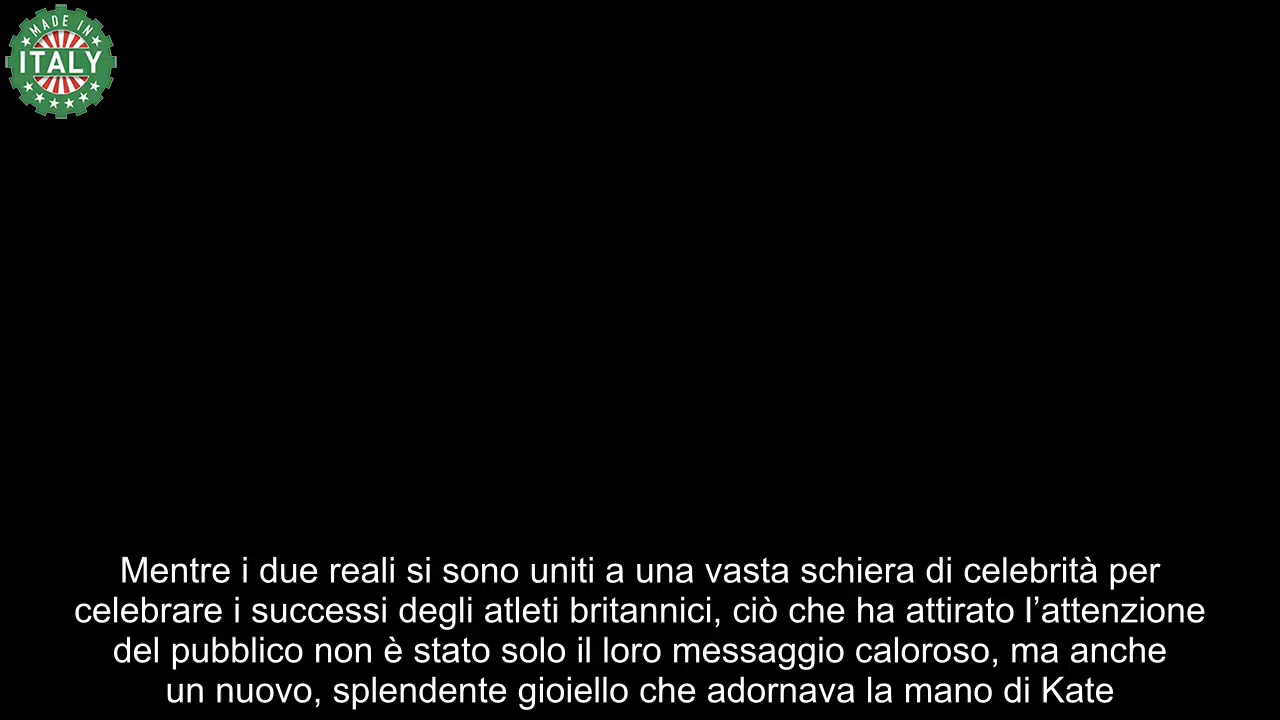 MADE IN
ITALY
Mentre i due reali si sono uniti a una vasta schiera di celebrità per
celebrare i successi degli atleti britannici, ciò che ha attirato l’attenzione
del pubblico non è stato solo il loro messaggio caloroso, ma anche
un nuovo, splendente gioiello che adornava la mano di Kate